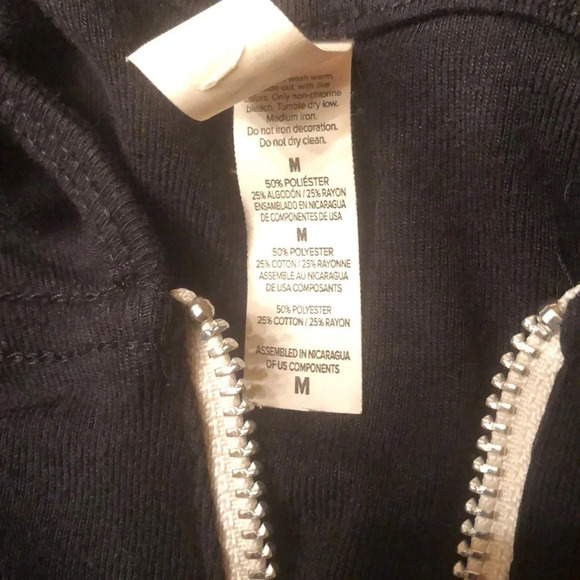 wash warm,
out, with like
colors. Only non-chlorine
bleach. Tumble dry low.
Medium iron.
Do not iron decoration.
Do not dry clean.
M
50% POLIÉSTER
25% ALGODÓN / 25% RAYON
ENSAMBLADO EN NICARAGUA
DE COMPONENTES DE USA
M
50% POLYESTER
25% COTON / 25% RAYONNE
ASSEMBLE AU NICARAGUA
DE USA COMPOSANTS
50% POLYESTER
25% COTTON / 25% RAYON
ASSEMBLED IN NICARAGUA
OF US COMPONENTS
M